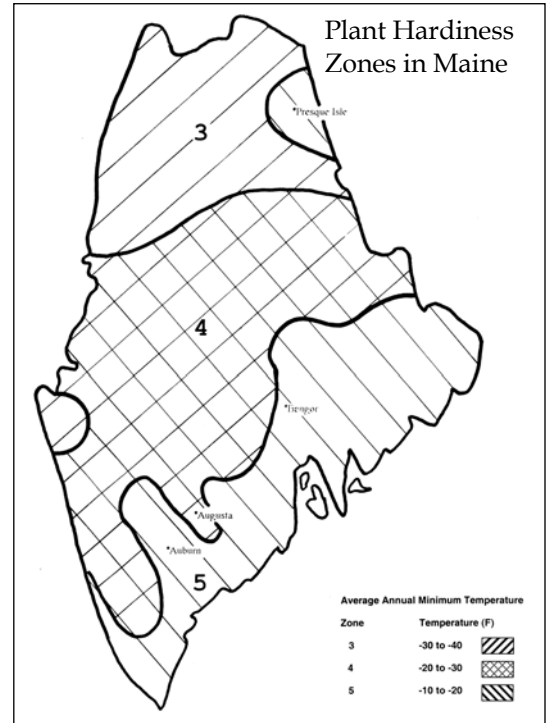 Plant Hardiness
Zones in Maine
Presque Isle
3
4
Augusta
Auburn
5
Average Annual Minimum Temperature
Zone Temperature (F)
3 -30 to -40
4 -20 to -30
5 -10 to -20